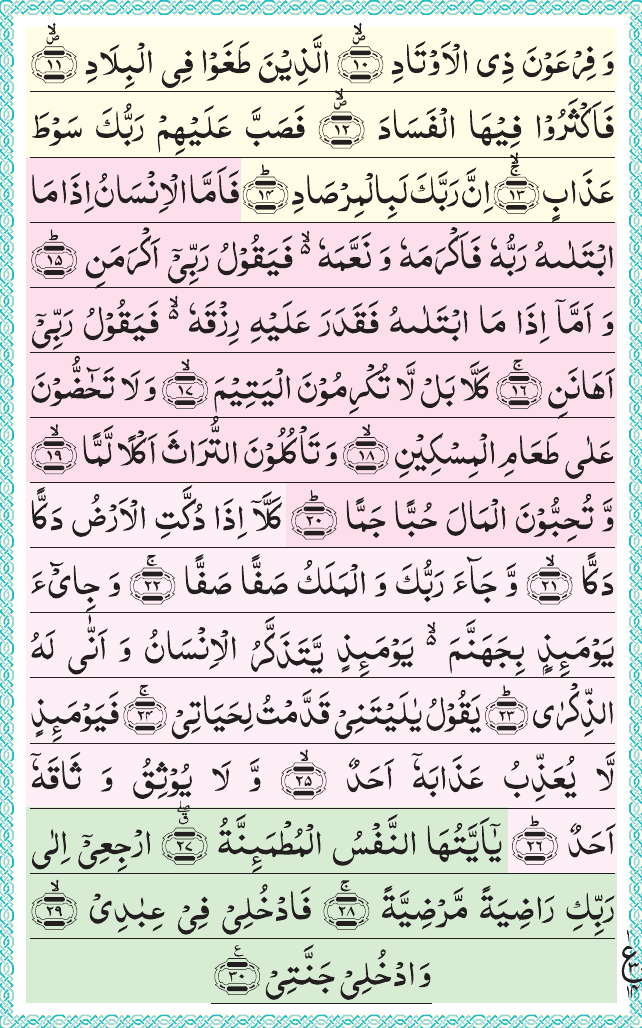 وَ فِرۡعَوۡنَ ذِی الۡاَوۡتَادِ ﴿۱۰﴾۪ۙ الَّذِیۡنَ طَغَوۡا فِی الۡبِلَادِ ﴿۱۱﴾۪ۙ
فَاَکۡثَرُوۡا فِیۡهَا الۡفَسَادَ ﴿۱۲﴾۪ۙ فَصَبَّ عَلَیۡهِمۡ رَبُّكَ سَوۡطَ
عَذَابٍ ﴿۱۳﴾ۚۙ اِنَّ رَبَّكَ لَبِالۡمِرۡصَادِ ﴿۱۴﴾ؕ فَاَمَّا الۡاِنۡسَانُ اِذَا مَا
ابۡتَلٰىهُ رَبُّهٗ فَاَکۡرَمَهٗ وَ نَعَّمَهٗ ۬ۙ فَیَقُوۡلُ رَبِّیۡۤ اَکۡرَمَنِ ﴿۱۵﴾ؕ
وَ اَمَّاۤ اِذَا مَا ابۡتَلٰىهُ فَقَدَرَ عَلَیۡهِ رِزۡقَهٗ ۬ۙ فَیَقُوۡلُ رَبِّیۡۤ
اَهَانَنِ ﴿۱۶﴾ۚ کَلَّا بَلۡ لَّا تُکۡرِمُوۡنَ الۡیَتِیۡمَ ﴿۱۷﴾ۙ وَ لَا تَحٰٓضُّوۡنَ
عَلٰی طَعَامِ الۡمِسۡکِیۡنِ ﴿۱۸﴾ۙ وَ تَاۡکُلُوۡنَ التُّرَاثَ اَکۡلًا لَّمًّا ﴿۱۹﴾ۙ
وَّ تُحِبُّوۡنَ الۡمَالَ حُبًّا جَمًّا ﴿۲۰﴾ؕ کَلَّاۤ اِذَا دُکَّتِ الۡاَرۡضُ دَکًّا
دَکًّا ﴿۲۱﴾ۙ وَّ جَآءَ رَبُّكَ وَ الۡمَلَكُ صَفًّا صَفًّا ﴿۲۲﴾ۚ وَ جِایۡٓءَ
یَوۡمَئِذٍۭ بِجَهَنَّمَ ۬ۙ یَوۡمَئِذٍ یَّتَذَکَّرُ الۡاِنۡسَانُ وَ اَنّٰی لَهُ
الذِّکۡرٰی ﴿۲۳﴾ؕ یَقُوۡلُ یٰلَیۡتَنِیۡ قَدَّمۡتُ لِحَیَاتِیۡ ﴿۲۴﴾ۚ فَیَوۡمَئِذٍ
لَّا یُعَذِّبُ عَذَابَهٗۤ اَحَدٌ ﴿۲۵﴾ۙ وَّ لَا یُوۡثِقُ وَ ثَاقَهٗۤ
اَحَدٌ ﴿۲۶﴾ؕ یٰۤاَیَّتُهَا النَّفۡسُ الۡمُطۡمَئِنَّةُ ﴿۲۷﴾٭ۖ ارۡجِعِیۡۤ اِلٰی
رَبِّكِ رَاضِیَةً مَّرۡضِیَّةً ﴿۲۸﴾ۚ فَادۡخُلِیۡ فِیۡ عِبٰدِیۡ ﴿۲۹﴾ۙ
وَ ادۡخُلِیۡ جَنَّتِیۡ ﴿۳۰﴾